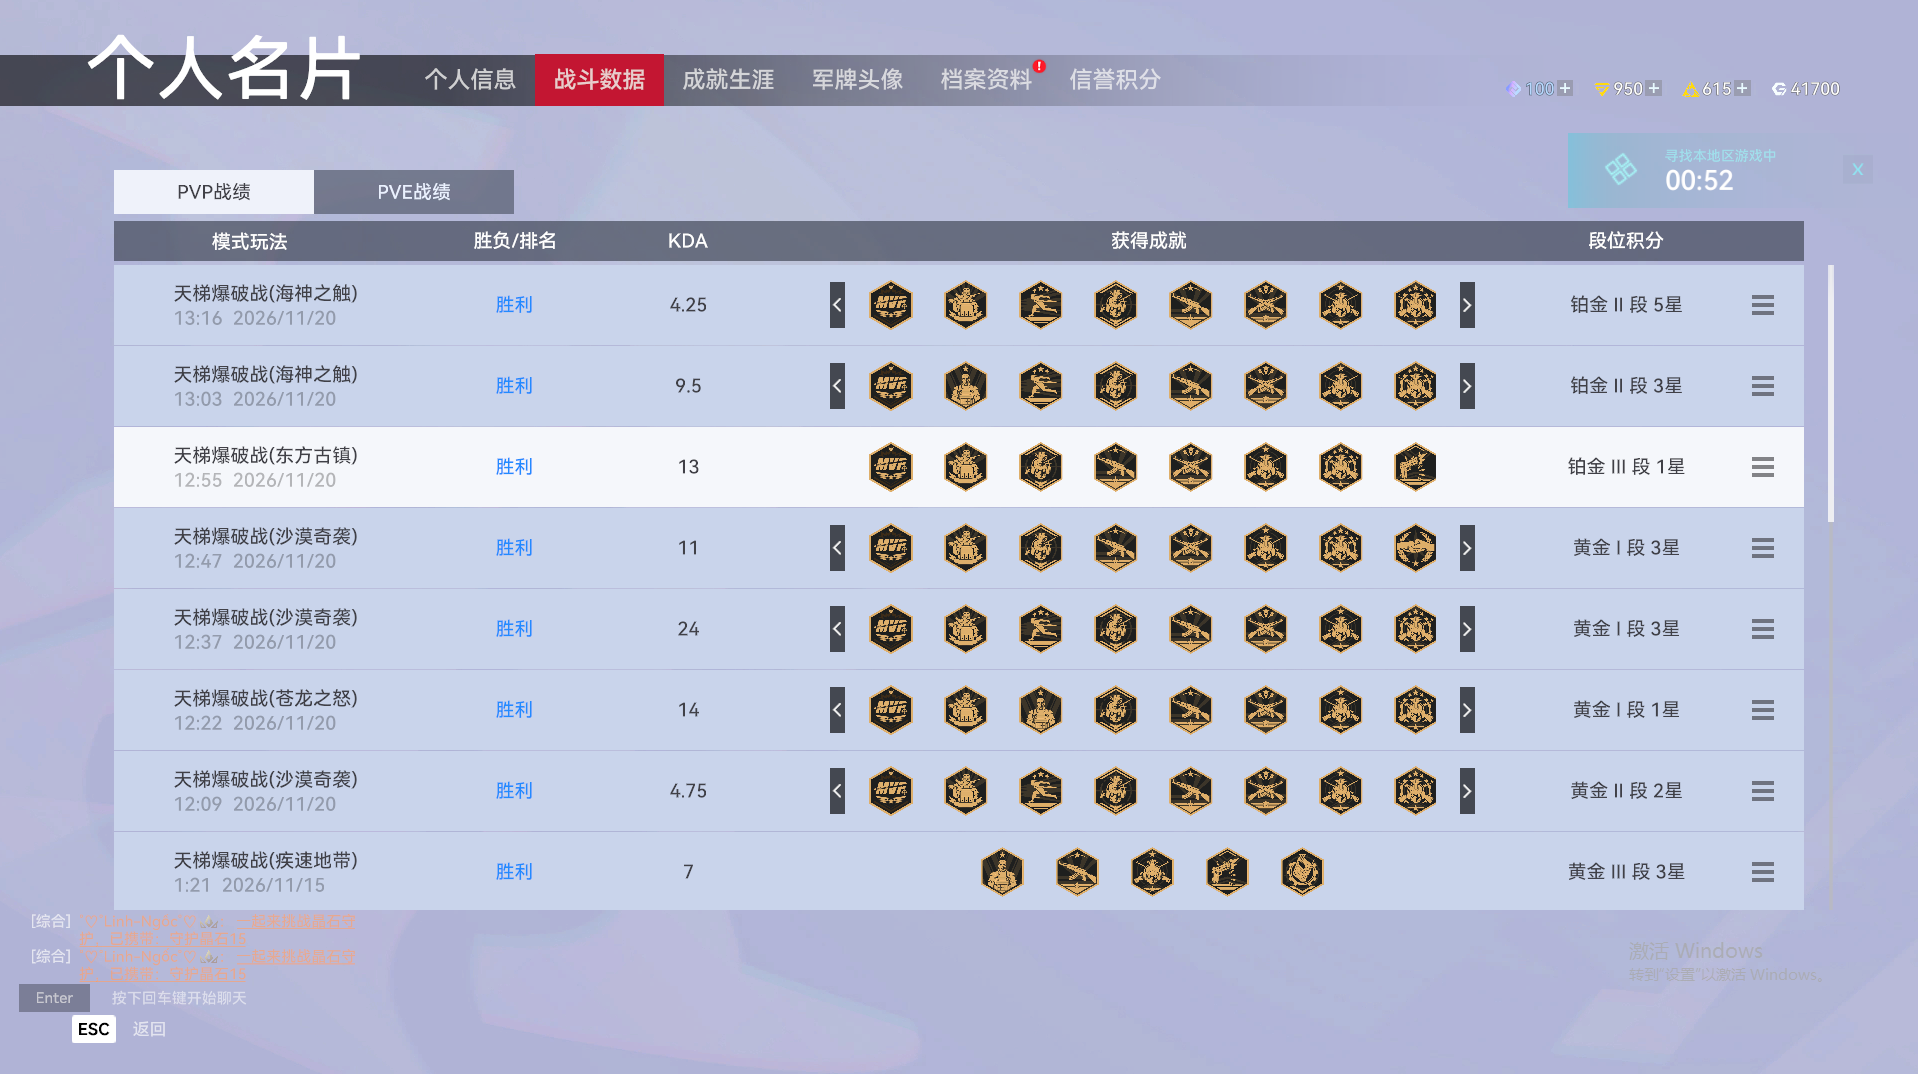 个人名片
个人信息 战斗数据 成就生涯 军牌头像 档案资料 信誉积分
100 950 615 41700
寻找本地区游戏中
00:52
X
PVP战绩 PVE战绩
模式玩法 胜负/排名 KDA 获得成就 段位积分
天梯爆破战(海神之触)
13:16 2026/11/20
胜利 4.25 MVP 铂金 II 段 5星
天梯爆破战(海神之触)
13:03 2026/11/20
胜利 9.5 MVP 铂金 II 段 3星
天梯爆破战(东方古镇)
12:55 2026/11/20
胜利 13 MVP 铂金 III 段 1星
天梯爆破战(沙漠奇袭)
12:47 2026/11/20
胜利 11 MVP 黄金 I 段 3星
天梯爆破战(沙漠奇袭)
12:37 2026/11/20
胜利 24 MVP 黄金 I 段 3星
天梯爆破战(苍龙之怒)
12:22 2026/11/20
胜利 14 MVP 黄金 I 段 1星
天梯爆破战(沙漠奇袭)
12:09 2026/11/20
胜利 4.75 MVP 黄金 II 段 2星
天梯爆破战(疾速地带)
1:21 2026/11/15
胜利 7 黄金 III 段 3星
[综合]
[综合]
Enter 按下回车键开始聊天
ESC 返回
激活 Windows
转到"设置"以激活 Windows。